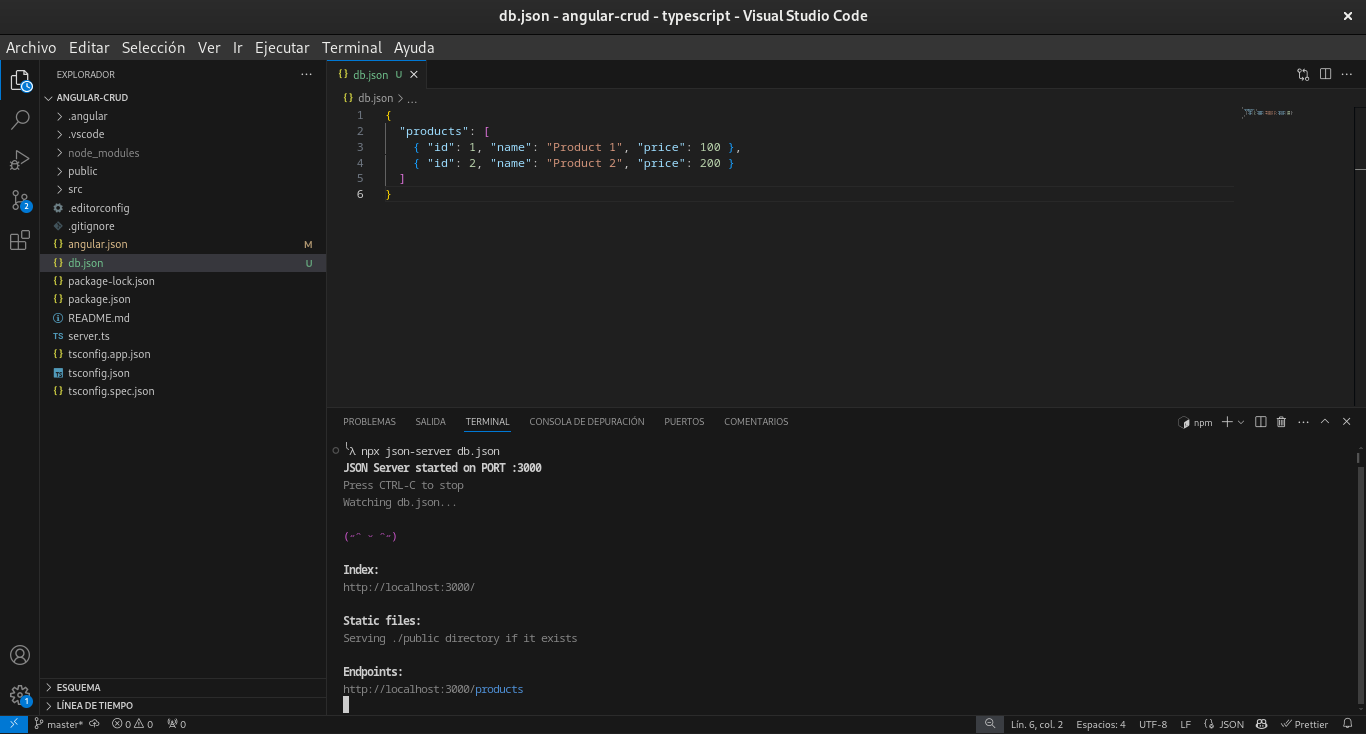 db.json - angular-crud - typescript - Visual Studio Code
Archivo Editar Selección Ver Ir Ejecutar Terminal Ayuda
EXPLORADOR
ANGULAR-CRUD
.angular
.vscode
node_modules
public
src
.editorconfig
.gitignore
{} angular.json M
{} db.json U
{} package-lock.json
{} package.json
README.md
TS server.ts
{} tsconfig.app.json
TS tsconfig.json
{} tsconfig.spec.json
ESQUEMA
LÍNEA DE TIEMPO
2
1
{} db.json U
{} db.json > ...
1 {
2 "products": [
3 { "id": 1, "name": "Product 1", "price": 100 },
4 { "id": 2, "name": "Product 2", "price": 200 }
5 ]
6 }
PROBLEMAS SALIDA TERMINAL CONSOLA DE DEPURACIÓN PUERTOS COMENTARIOS
npm
λ npx json-server db.json
JSON Server started on PORT :3000
Press CTRL-C to stop
Watching db.json...
(˶ᵔ ᵕ ᵔ˶)
Index:
http://localhost:3000/
Static files:
Serving ./public directory if it exists
Endpoints:
http://localhost:3000/products
master* 0 0 0
Lín. 6, col. 2 Espacios: 4 UTF-8 LF {} JSON Prettier